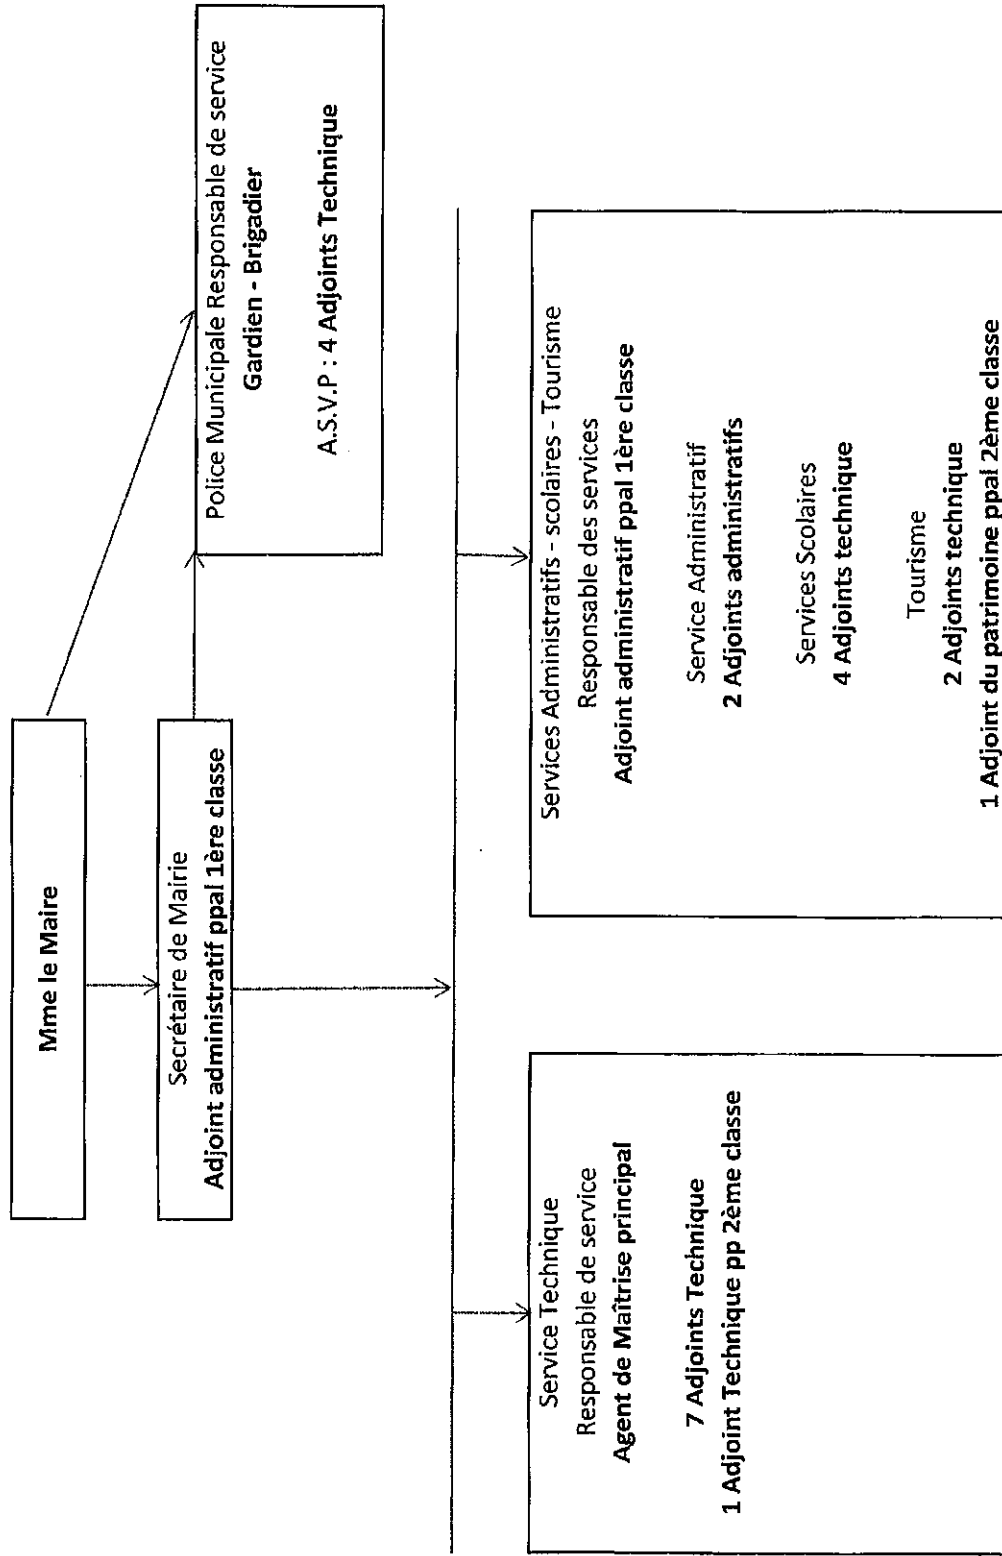 Mme le Maire
Secrétaire de Mairie
Adjoint administratif ppal 1ère classe
Police Municipale Responsable de service
Gardien - Brigadier
A.S.V.P : 4 Adjoints Technique
Service Technique
Responsable de service
Agent de Maîtrise principal
7 Adjoints Technique
1 Adjoint Technique pp 2ème classe
Services Administratifs - scolaires - Tourisme
Responsable des services
Adjoint administratif ppal 1ère classe
Service Administratif
2 Adjoints administratifs
Services Scolaires
4 Adjoints technique
Tourisme
2 Adjoints technique
1 Adjoint du patrimoine ppal 2ème classe